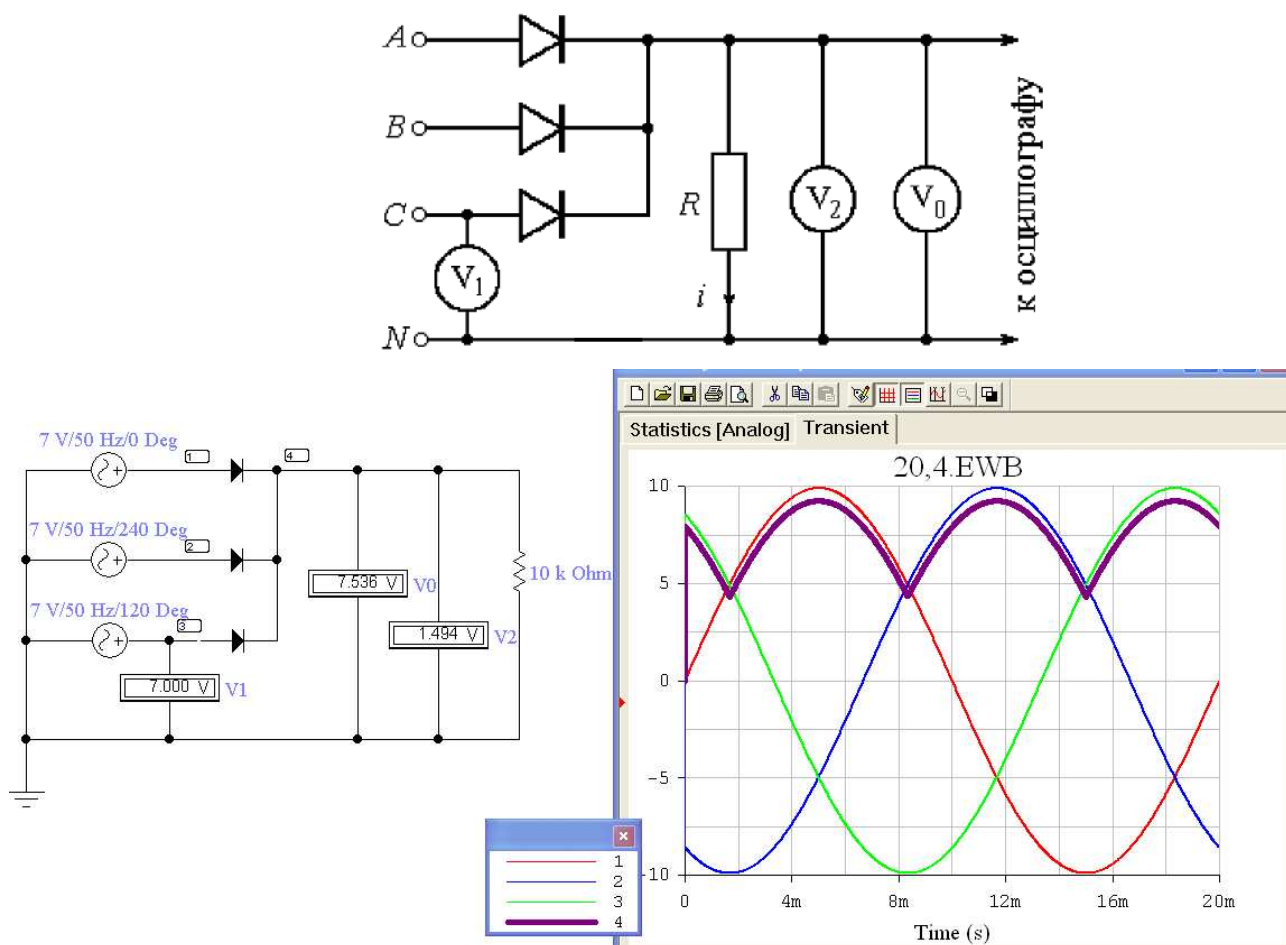 A
B
C
N
V1
R
i
V2
V0
к осциллографу
7 V/50 Hz/0 Deg
1
4
7 V/50 Hz/240 Deg
2
7 V/50 Hz/120 Deg
3
7.536 V V0
10 k Ohm
1.494 V V2
7.000 V V1
Statistics [Analog] Transient
20,4.EWB
10
5
0
-5
-10
0 4m 8m 12m 16m 20m
Time (s)
1
2
3
4